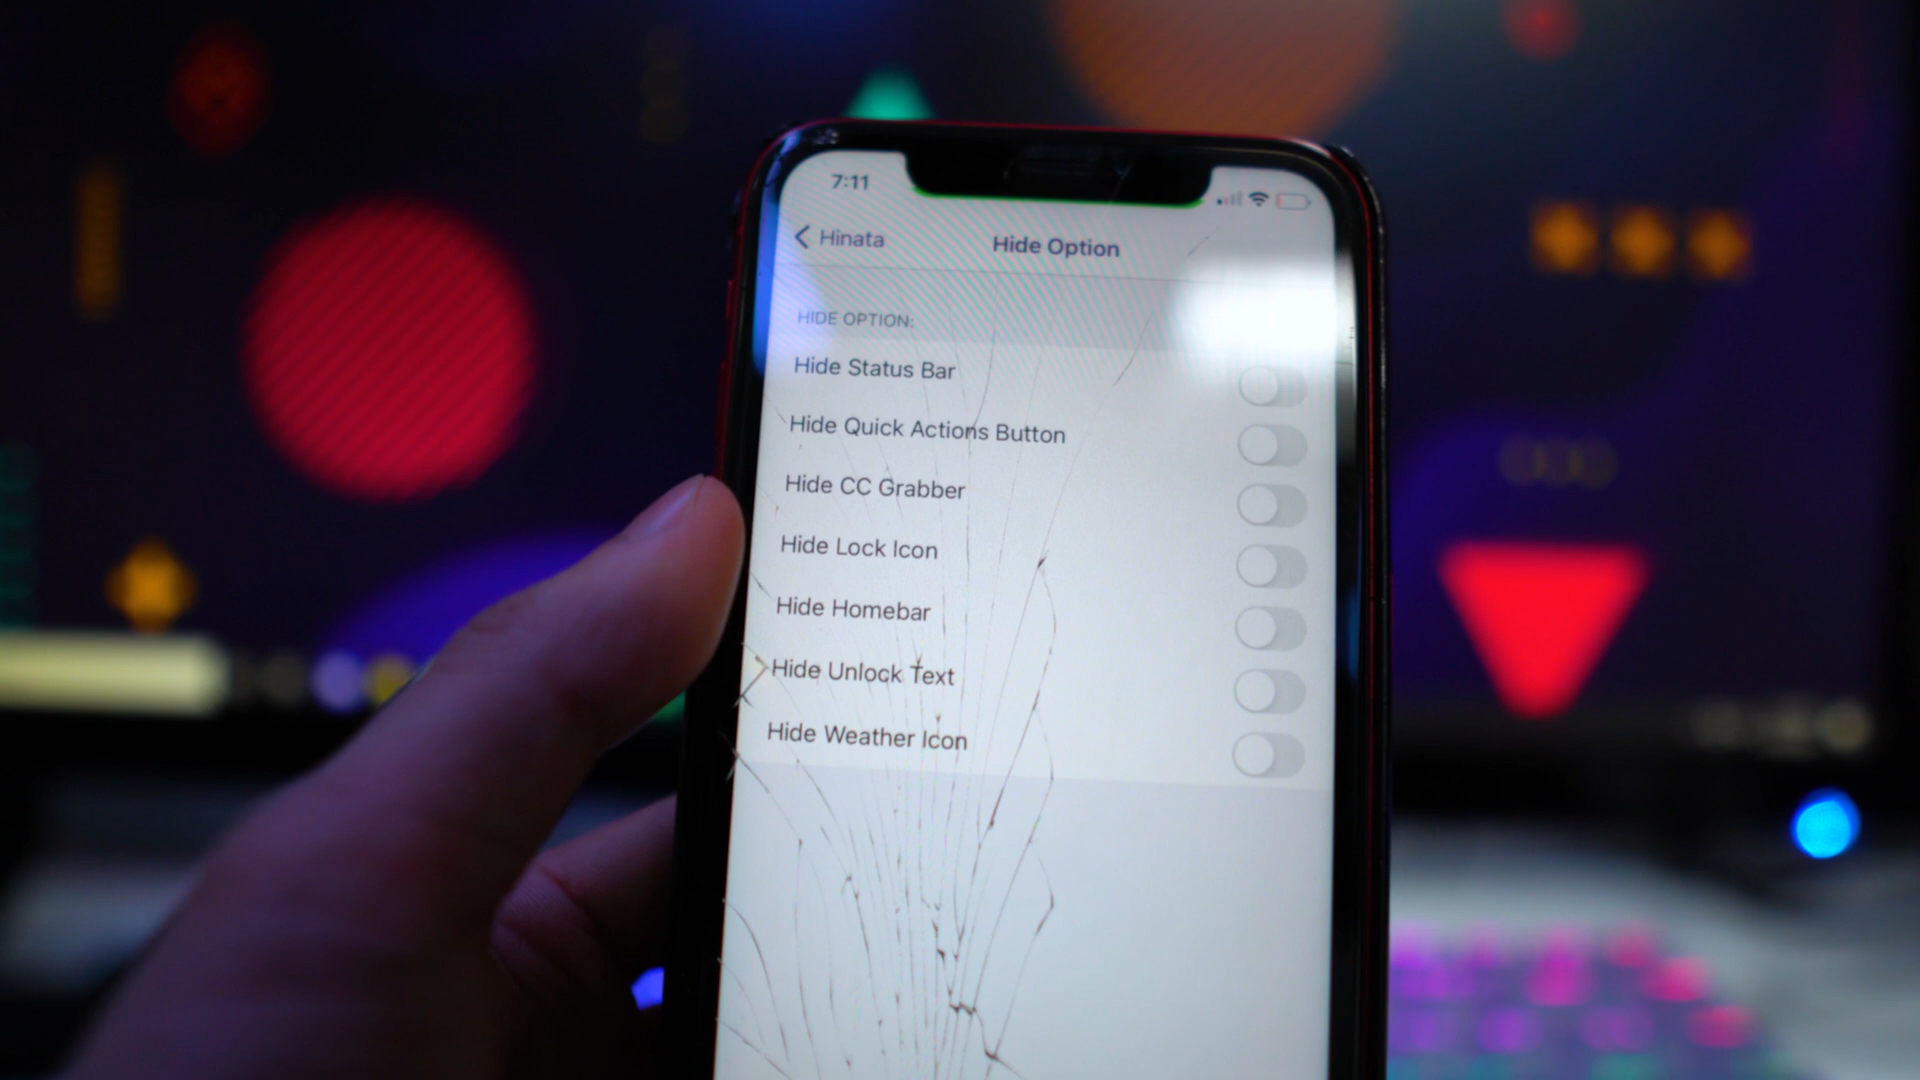 7:11
Hinata
Hide Option
HIDE OPTION:
Hide Status Bar
Hide Quick Actions Button
Hide CC Grabber
Hide Lock Icon
Hide Homebar
Hide Unlock Text
Hide Weather Icon